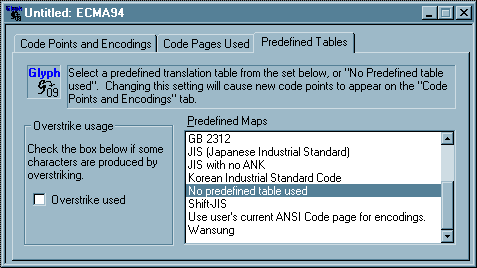 Glyph Untitled: ECMA94
Code Points and Encodings Code Pages Used Predefined Tables
Glyph
09
Select a predefined translation table from the set below, or "No Predefined table
used". Changing this setting will cause new code points to appear on the "Code
Points and Encodings" tab.
Overstrike usage
Check the box below if some
characters are produced by
overstriking.
Overstrike used
Predefined Maps
GB 2312
JIS (Japanese Industrial Standard)
JIS with no ANK
Korean Industrial Standard Code
No predefined table used
Shift-JIS
Use user's current ANSI Code page for encodings.
Wansung